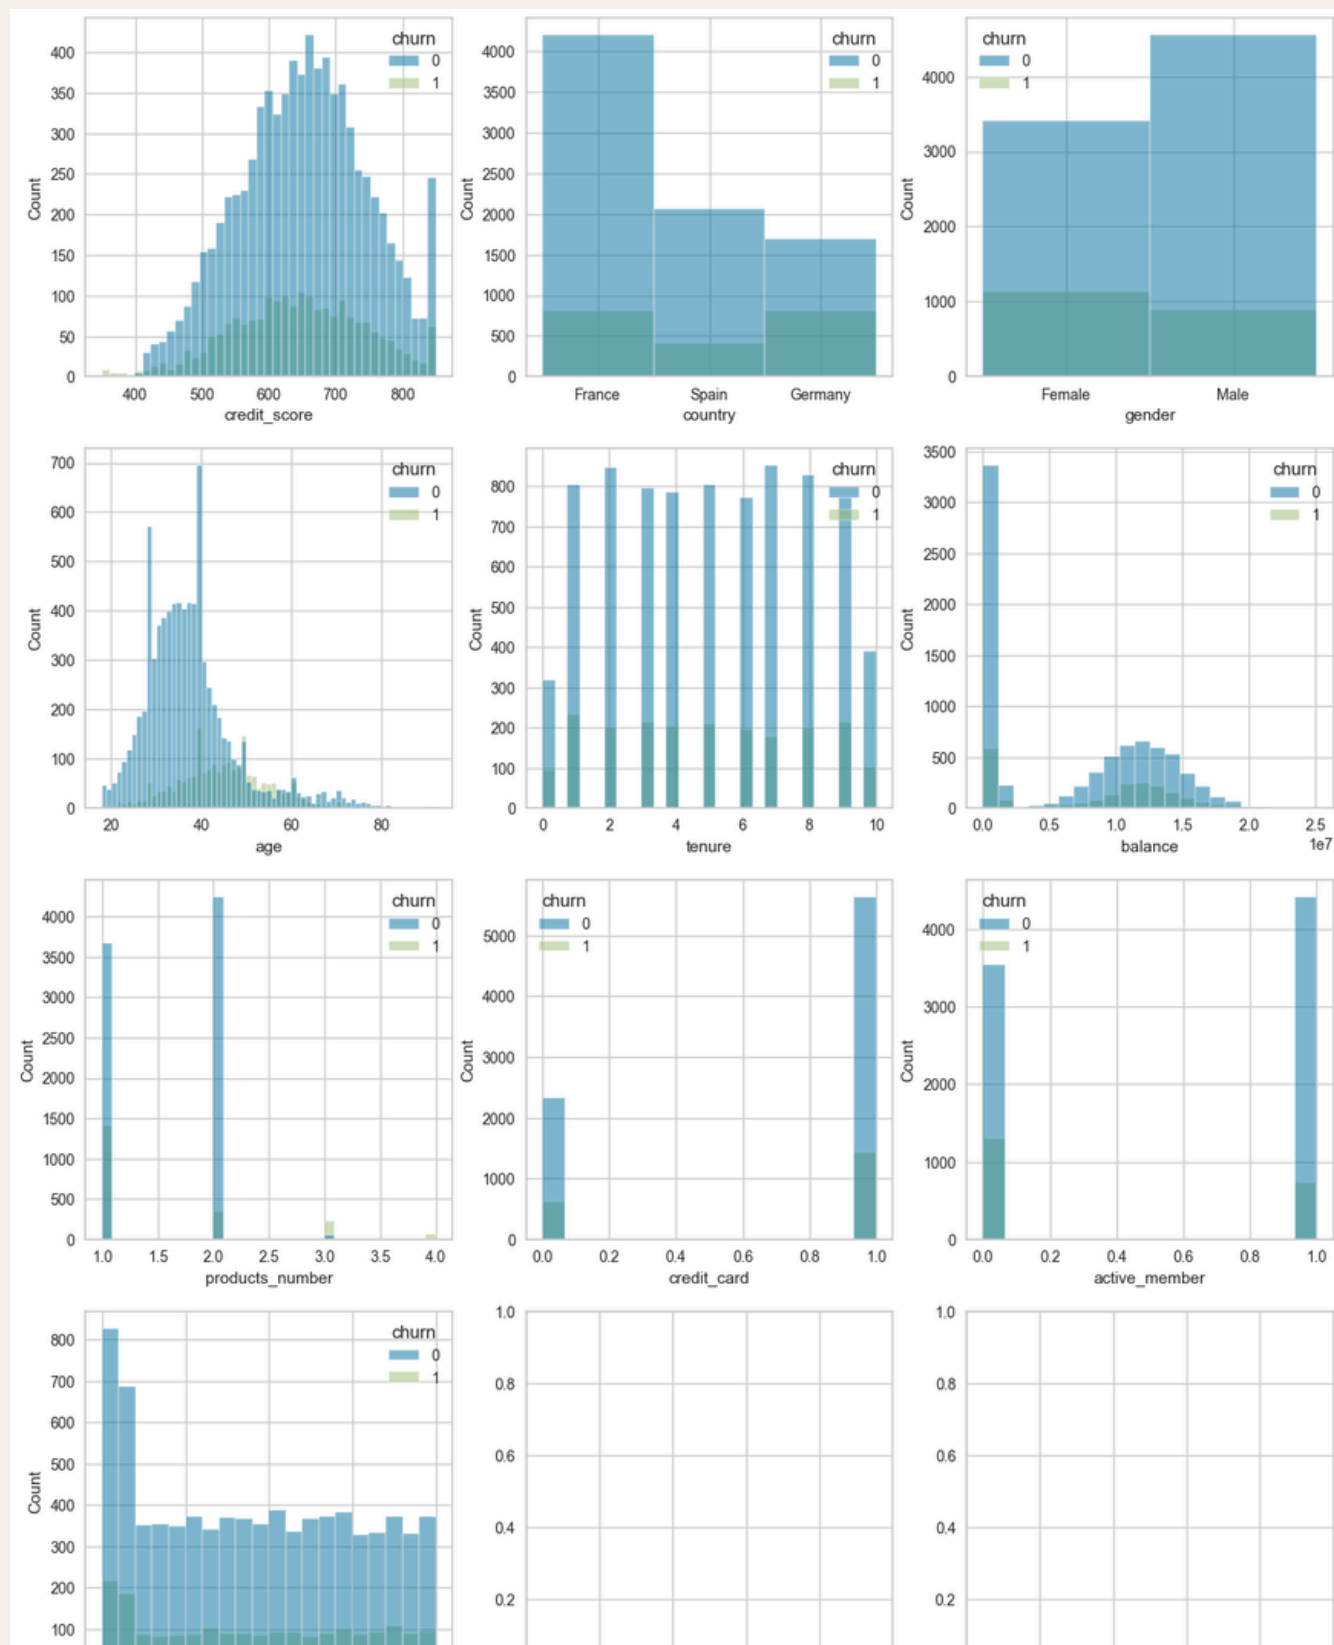 churn
0
1
400
350
300
250
200
150
100
50
0
Count
400 500 600 700 800
credit_score
churn
0
1
4000
3500
3000
2500
2000
1500
1000
500
0
Count
France Spain Germany
country
churn
0
1
4000
3000
2000
1000
0
Count
Female Male
gender
churn
0
1
700
600
500
400
300
200
100
0
Count
20 40 60 80
age
churn
0
1
800
700
600
500
400
300
200
100
0
Count
0 2 4 6 8 10
tenure
churn
0
1
3500
3000
2500
2000
1500
1000
500
0
Count
0.0 0.5 1.0 1.5 2.0 2.5
1e7
balance
churn
0
1
4000
3500
3000
2500
2000
1500
1000
500
0
Count
1.0 1.5 2.0 2.5 3.0 3.5 4.0
products_number
churn
0
1
5000
4000
3000
2000
1000
0
Count
0.0 0.2 0.4 0.6 0.8 1.0
credit_card
churn
0
1
4000
3000
2000
1000
0
Count
0.0 0.2 0.4 0.6 0.8 1.0
active_member
churn
0
1
800
700
600
500
400
300
200
100
Count
1.0
0.8
0.6
0.4
0.2
1.0
0.8
0.6
0.4
0.2